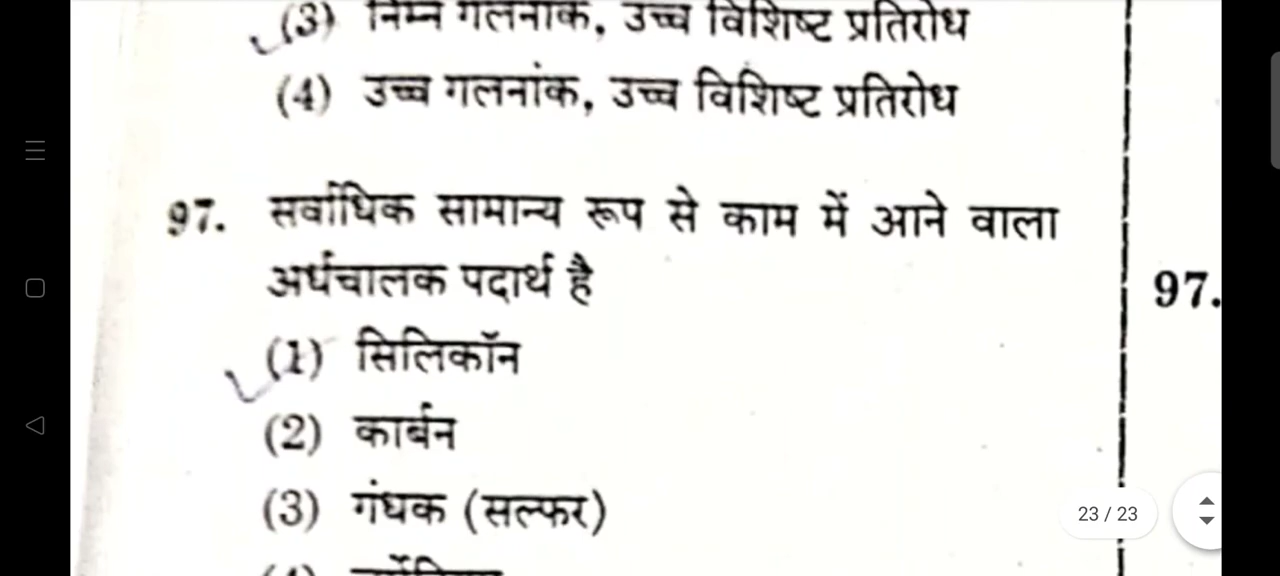 (3) निम्न गलनांक, उच्च विशिष्ट प्रतिरोध
(4) उच्च गलनांक, उच्च विशिष्ट प्रतिरोध
97. सर्वाधिक सामान्य रूप से काम में आने वाला
अर्धचालक पदार्थ है
(1) सिलिकॉन
(2) कार्बन
(3) गंधक (सल्फर)
(4)
97.
23 / 23